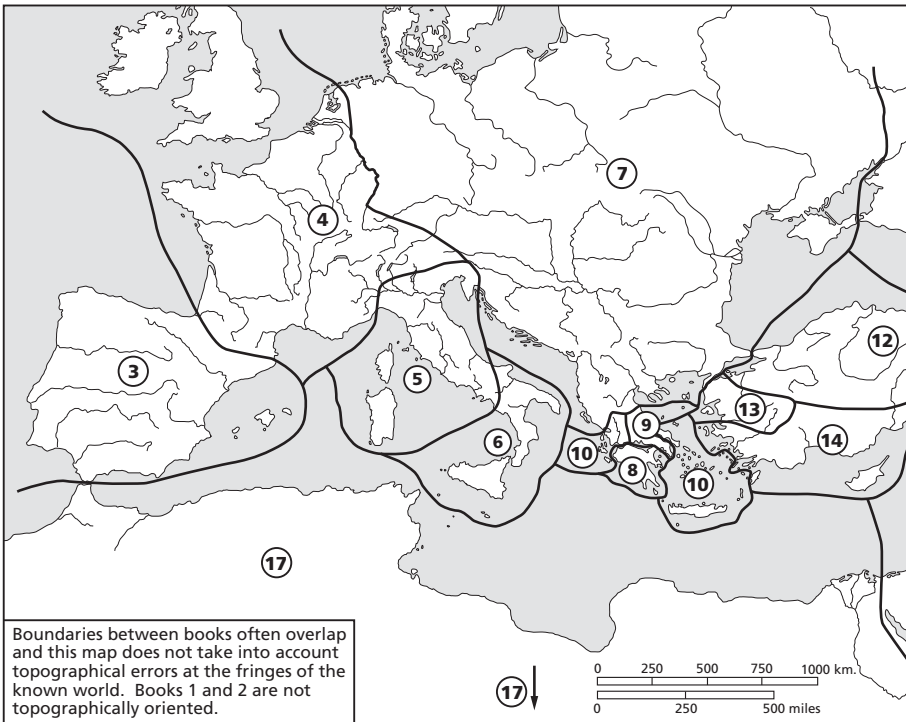 7
4
12
3
5
13
9
14
6
10
8
10
17
Boundaries between books often overlap
and this map does not take into account
topographical errors at the fringes of the
known world. Books 1 and 2 are not
topographically oriented.
17
0 250 500 750 1000 km.
0 250 500 miles